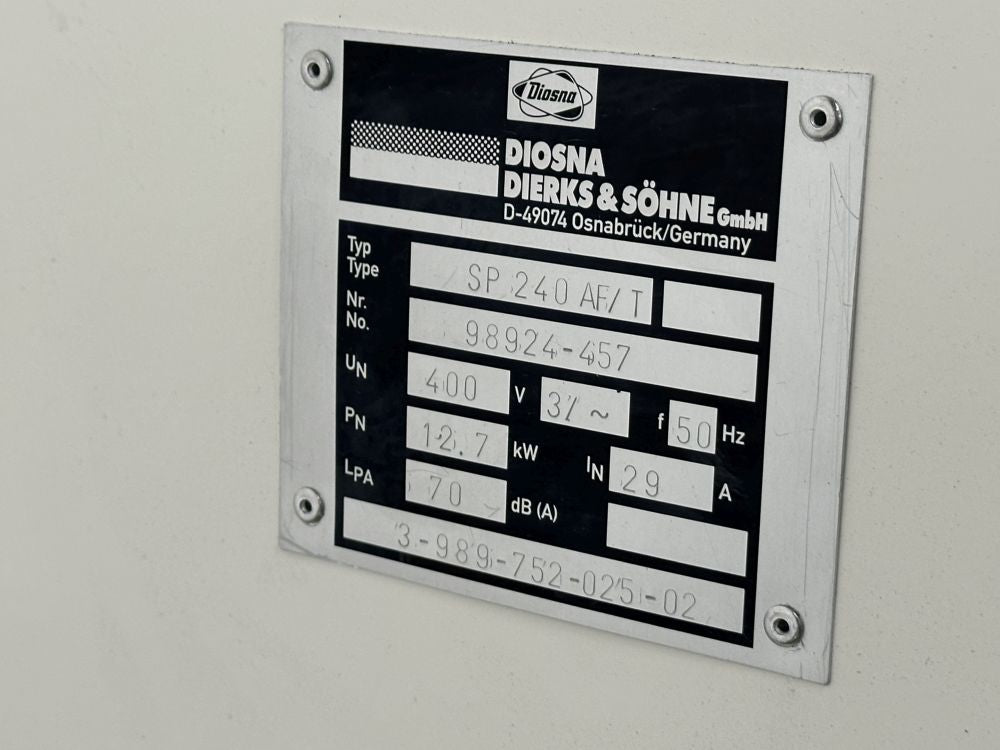 Diosna
DIOSNA
DIERKS & SÖHNE GmbH
D-49074 Osnabrück/Germany
Typ
Type SP 240 AF/T
Nr.
No. 98924-457
UN 400 V 3/~ f 50 Hz
PN 12.7 kW IN 29 A
LPA 70 dB (A)
3-989-752-025-02